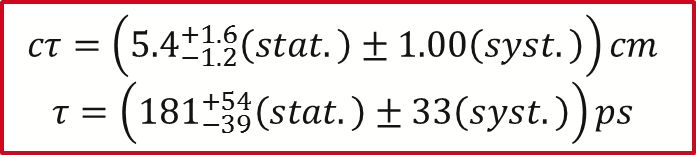 cτ = (5.4^{+1.6}_{-1.2}(stat.) ± 1.00(syst.)) cm
τ = (181^{+54}_{-39}(stat.) ± 33(syst.)) ps